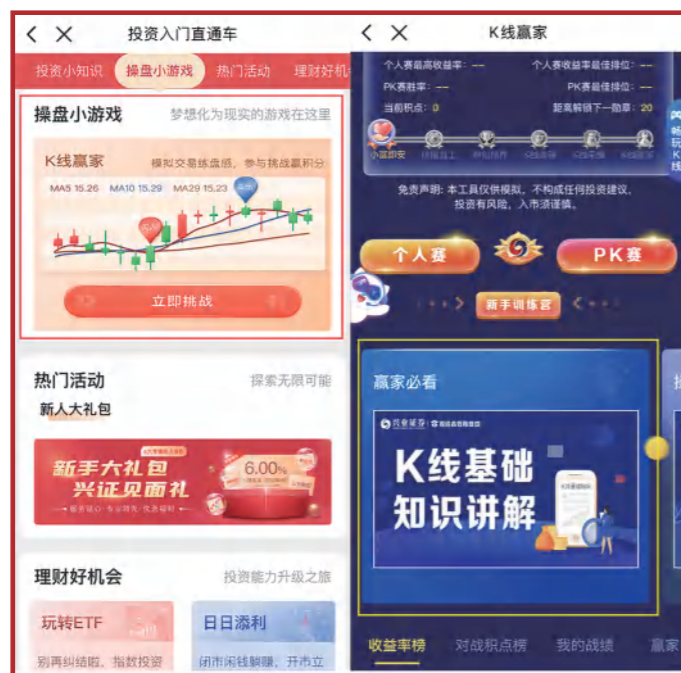 投资入门直通车
投资小知识
操盘小游戏
热门活动
理财好机
操盘小游戏
梦想化为现实的游戏在这里
K线赢家
模拟交易练盘感，参与挑战赢积分
MA5 15.26 MA10 15.29 MA29 15.23
立即挑战
热门活动
探索无限可能
新人大礼包
新手大礼包
兴证见面礼
6.00%
理财好机会
投资能力升级之旅
玩转ETF
别再纠结啦，指数投资
日日添利
闭市闲钱躺赚，开市立
K线赢家
个人赛最高收益率：--
个人赛收益率最佳排位：--
PK赛胜率：--
PK赛最佳排位：--
当前积点：0
距离解锁下一勋章：20
小富即安
畅玩K线
免责声明：本工具仅供模拟，不构成任何投资建议，
投资有风险，入市须谨慎。
个人赛
PK赛
新手训练营
赢家必看
兴业证券
K线基础
知识讲解
收益率榜
对战积点榜
我的战绩
赢家